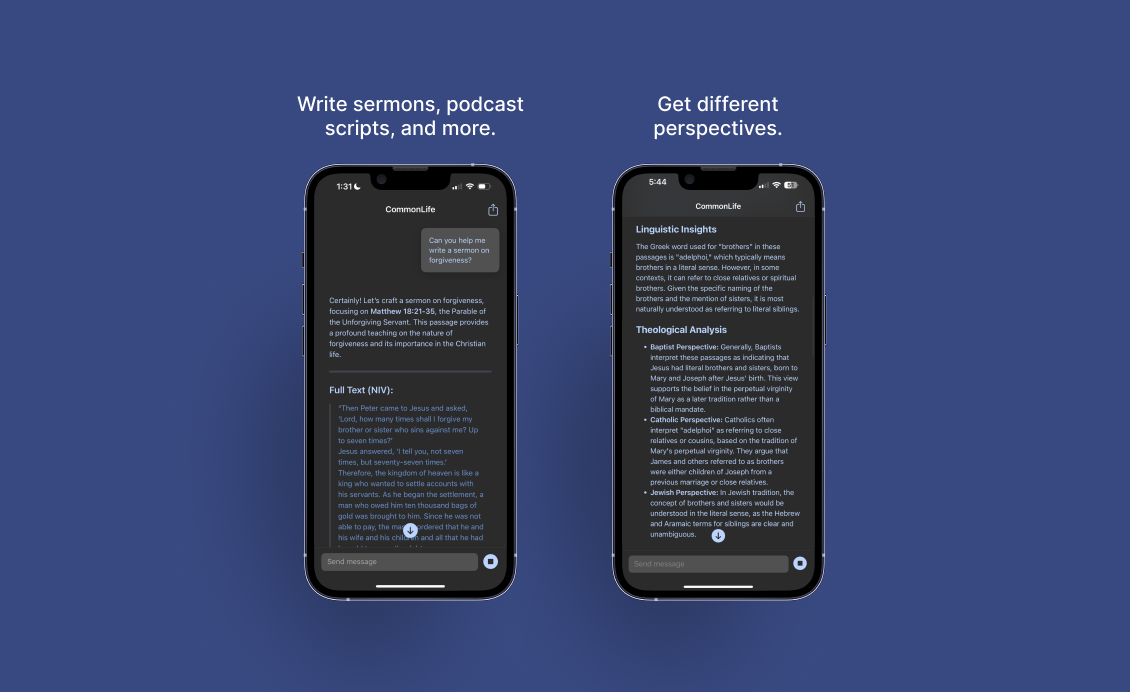 Write sermons, podcast
scripts, and more.
1:31
CommonLife
Can you help me
write a sermon on
forgiveness?
Certainly! Let's craft a sermon on forgiveness,
focusing on Matthew 18:21-35, the Parable of
the Unforgiving Servant. This passage provides
a profound teaching on the nature of
forgiveness and its importance in the Christian
life.
Full Text (NIV):
"Then Peter came to Jesus and asked,
'Lord, how many times shall I forgive my
brother or sister who sins against me? Up
to seven times?'
Jesus answered, 'I tell you, not seven
times, but seventy-seven times.'
Therefore, the kingdom of heaven is like a
king who wanted to settle accounts with
his servants. As he began the settlement, a
man who owed him ten thousand bags of
gold was brought to him. Since he was not
able to pay, the ordered that he and
his wife and his and all that he had
Send message
Get different
perspectives.
5:44
CommonLife
Linguistic Insights
The Greek word used for "brothers" in these
passages is "adelphoi," which typically means
brothers in a literal sense. However, in some
contexts, it can refer to close relatives or spiritual
brothers. Given the specific naming of the
brothers and the mention of sisters, it is most
naturally understood as referring to literal siblings.
Theological Analysis
• Baptist Perspective: Generally, Baptists
interpret these passages as indicating that
Jesus had literal brothers and sisters, born to
Mary and Joseph after Jesus' birth. This view
supports the belief in the perpetual virginity
of Mary as a later tradition rather than a
biblical mandate.
• Catholic Perspective: Catholics often
interpret "adelphoi" as referring to close
relatives or cousins, based on the tradition of
Mary's perpetual virginity. They argue that
James and others referred to as brothers
were either children of Joseph from a
previous marriage or close relatives.
• Jewish Perspective: In Jewish tradition, the
concept of brothers and sisters would be
understood in the literal sense, as the Hebrew
and Aramaic terms for siblings are clear and
unambiguous.
Send message